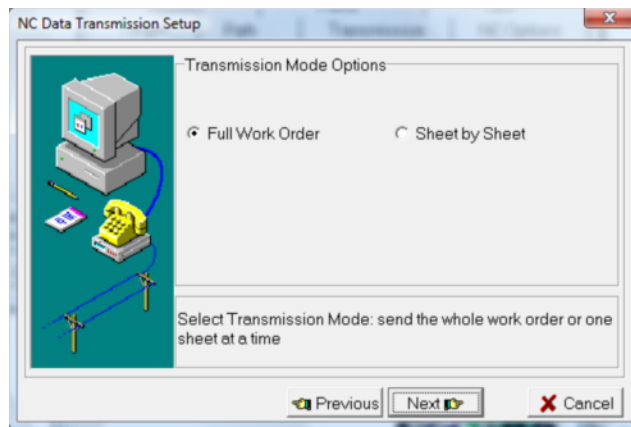 NC Data Transmission Setup
Transmission Mode Options
Full Work Order
Sheet by Sheet
Select Transmission Mode: send the whole work order or one
sheet at a time
Previous
Next
Cancel